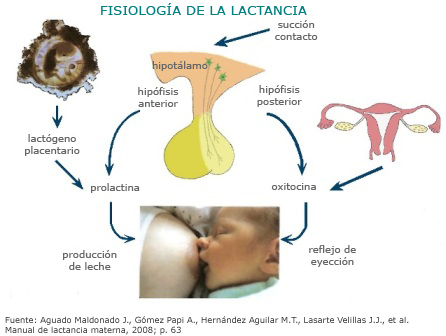 FISIOLOGÍA DE LA LACTANCIA
succión
contacto
hipotálamo
hipófisis
anterior
hipófisis
posterior
lactógeno
placentario
prolactina
oxitocina
producción
de leche
reflejo de
eyección
Fuente: Aguado Maldonado J., Gómez Papi A., Hernández Aguilar M.T., Lasarte Velillas J.J., et al.
Manual de lactancia materna, 2008; p. 63